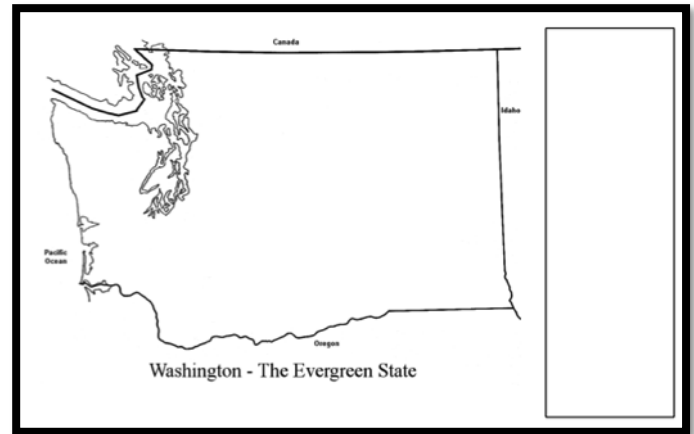 Canada
Idaho
Pacific
Ocean
Oregon
Washington - The Evergreen State